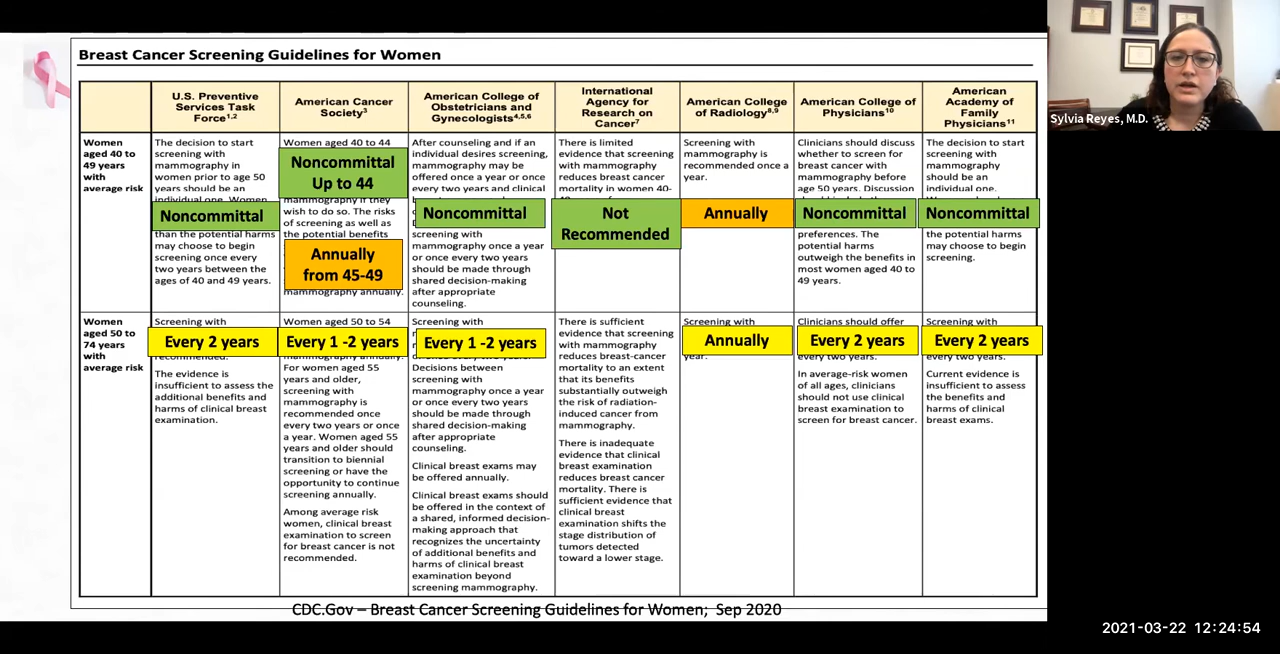 Breast Cancer Screening Guidelines for Women
U.S. Preventive
Services Task
Force1,2
American Cancer
Society3
American College of
Obstetricians and
Gynecologists4,5,6
International
Agency for
Research on
Cancer7
American College
of Radiology8,9
American College of
Physicians10
American
Academy of
Family
Physicians11
Women
aged 40 to
49 years
with
average risk
The decision to start
screening with
mammography in
women prior to age 50
years should be an
individual one. Women
Noncommittal
than the potential harms
may choose to begin
screening once every
two years between the
ages of 40 and 49 years.
Women aged 40 to 44
Noncommittal
Up to 44
mammography if they
wish to do so. The risks
of screening as well as
the potential benefits
Annually
from 45-49
mammography annually.
After counseling and if an
individual desires screening,
mammography may be
offered once a year or once
every two years and clinical
Noncommittal
screening with
mammography once a year
or once every two years
should be made through
shared decision-making
after appropriate
counseling.
There is limited
evidence that screening
with mammography
reduces breast cancer
mortality in women 40-
Not
Recommended
Screening with
mammography is
recommended once a
year.
Annually
Clinicians should discuss
whether to screen for
breast cancer with
mammography before
age 50 years. Discussion
Noncommittal
preferences. The
potential harms
outweigh the benefits in
most women aged 40 to
49 years.
The decision to start
screening with
mammography
should be an
individual one.
Noncommittal
the potential harms
may choose to begin
screening.
Women
aged 50 to
74 years
with
average risk
Screening with
Every 2 years
recommended.
The evidence is
insufficient to assess the
additional benefits and
harms of clinical breast
examination.
Women aged 50 to 54
Every 1 -2 years
mammography annually.
For women aged 55
years and older,
screening with
mammography is
recommended once
every two years or once
a year. Women aged 55
years and older should
transition to biennial
screening or have the
opportunity to continue
screening annually.
Among average risk
women, clinical breast
examination to screen
for breast cancer is not
recommended.
Screening with
Every 1 -2 years
Decisions between
screening with
mammography once a year
or once every two years
should be made through
shared decision-making
after appropriate
counseling.
Clinical breast exams may
be offered annually.
Clinical breast exams should
be offered in the context of
a shared, informed decision-
making approach that
recognizes the uncertainty
of additional benefits and
harms of clinical breast
examination beyond
screening mammography.
There is sufficient
evidence that screening
with mammography
reduces breast-cancer
mortality to an extent
that its benefits
substantially outweigh
the risk of radiation-
induced cancer from
mammography.
There is inadequate
evidence that clinical
breast examination
reduces breast cancer
mortality. There is
sufficient evidence that
clinical breast
examination shifts the
stage distribution of
tumors detected
toward a lower stage.
Screening with
Annually
year.
Clinicians should offer
Every 2 years
every two years.
In average-risk women
of all ages, clinicians
should not use clinical
breast examination to
screen for breast cancer.
Screening with
Every 2 years
every two years.
Current evidence is
insufficient to assess
the benefits and
harms of clinical
breast exams.
CDC.Gov – Breast Cancer Screening Guidelines for Women; Sep 2020
Sylvia Reyes, M.D.
2021-03-22 12:24:54